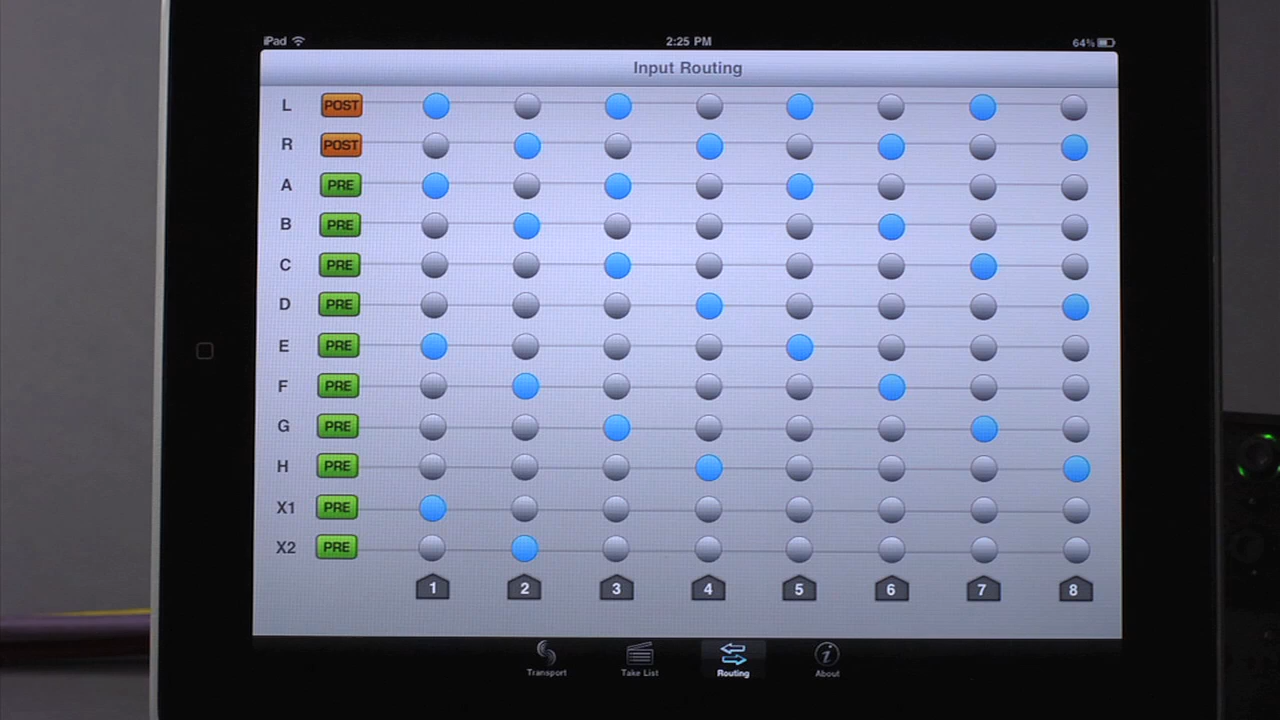 iPad 2:25 PM 64%
Input Routing
L POST
R POST
A PRE
B PRE
C PRE
D PRE
E PRE
F PRE
G PRE
H PRE
X1 PRE
X2 PRE
1 2 3 4 5 6 7 8
Transport Take List Routing About